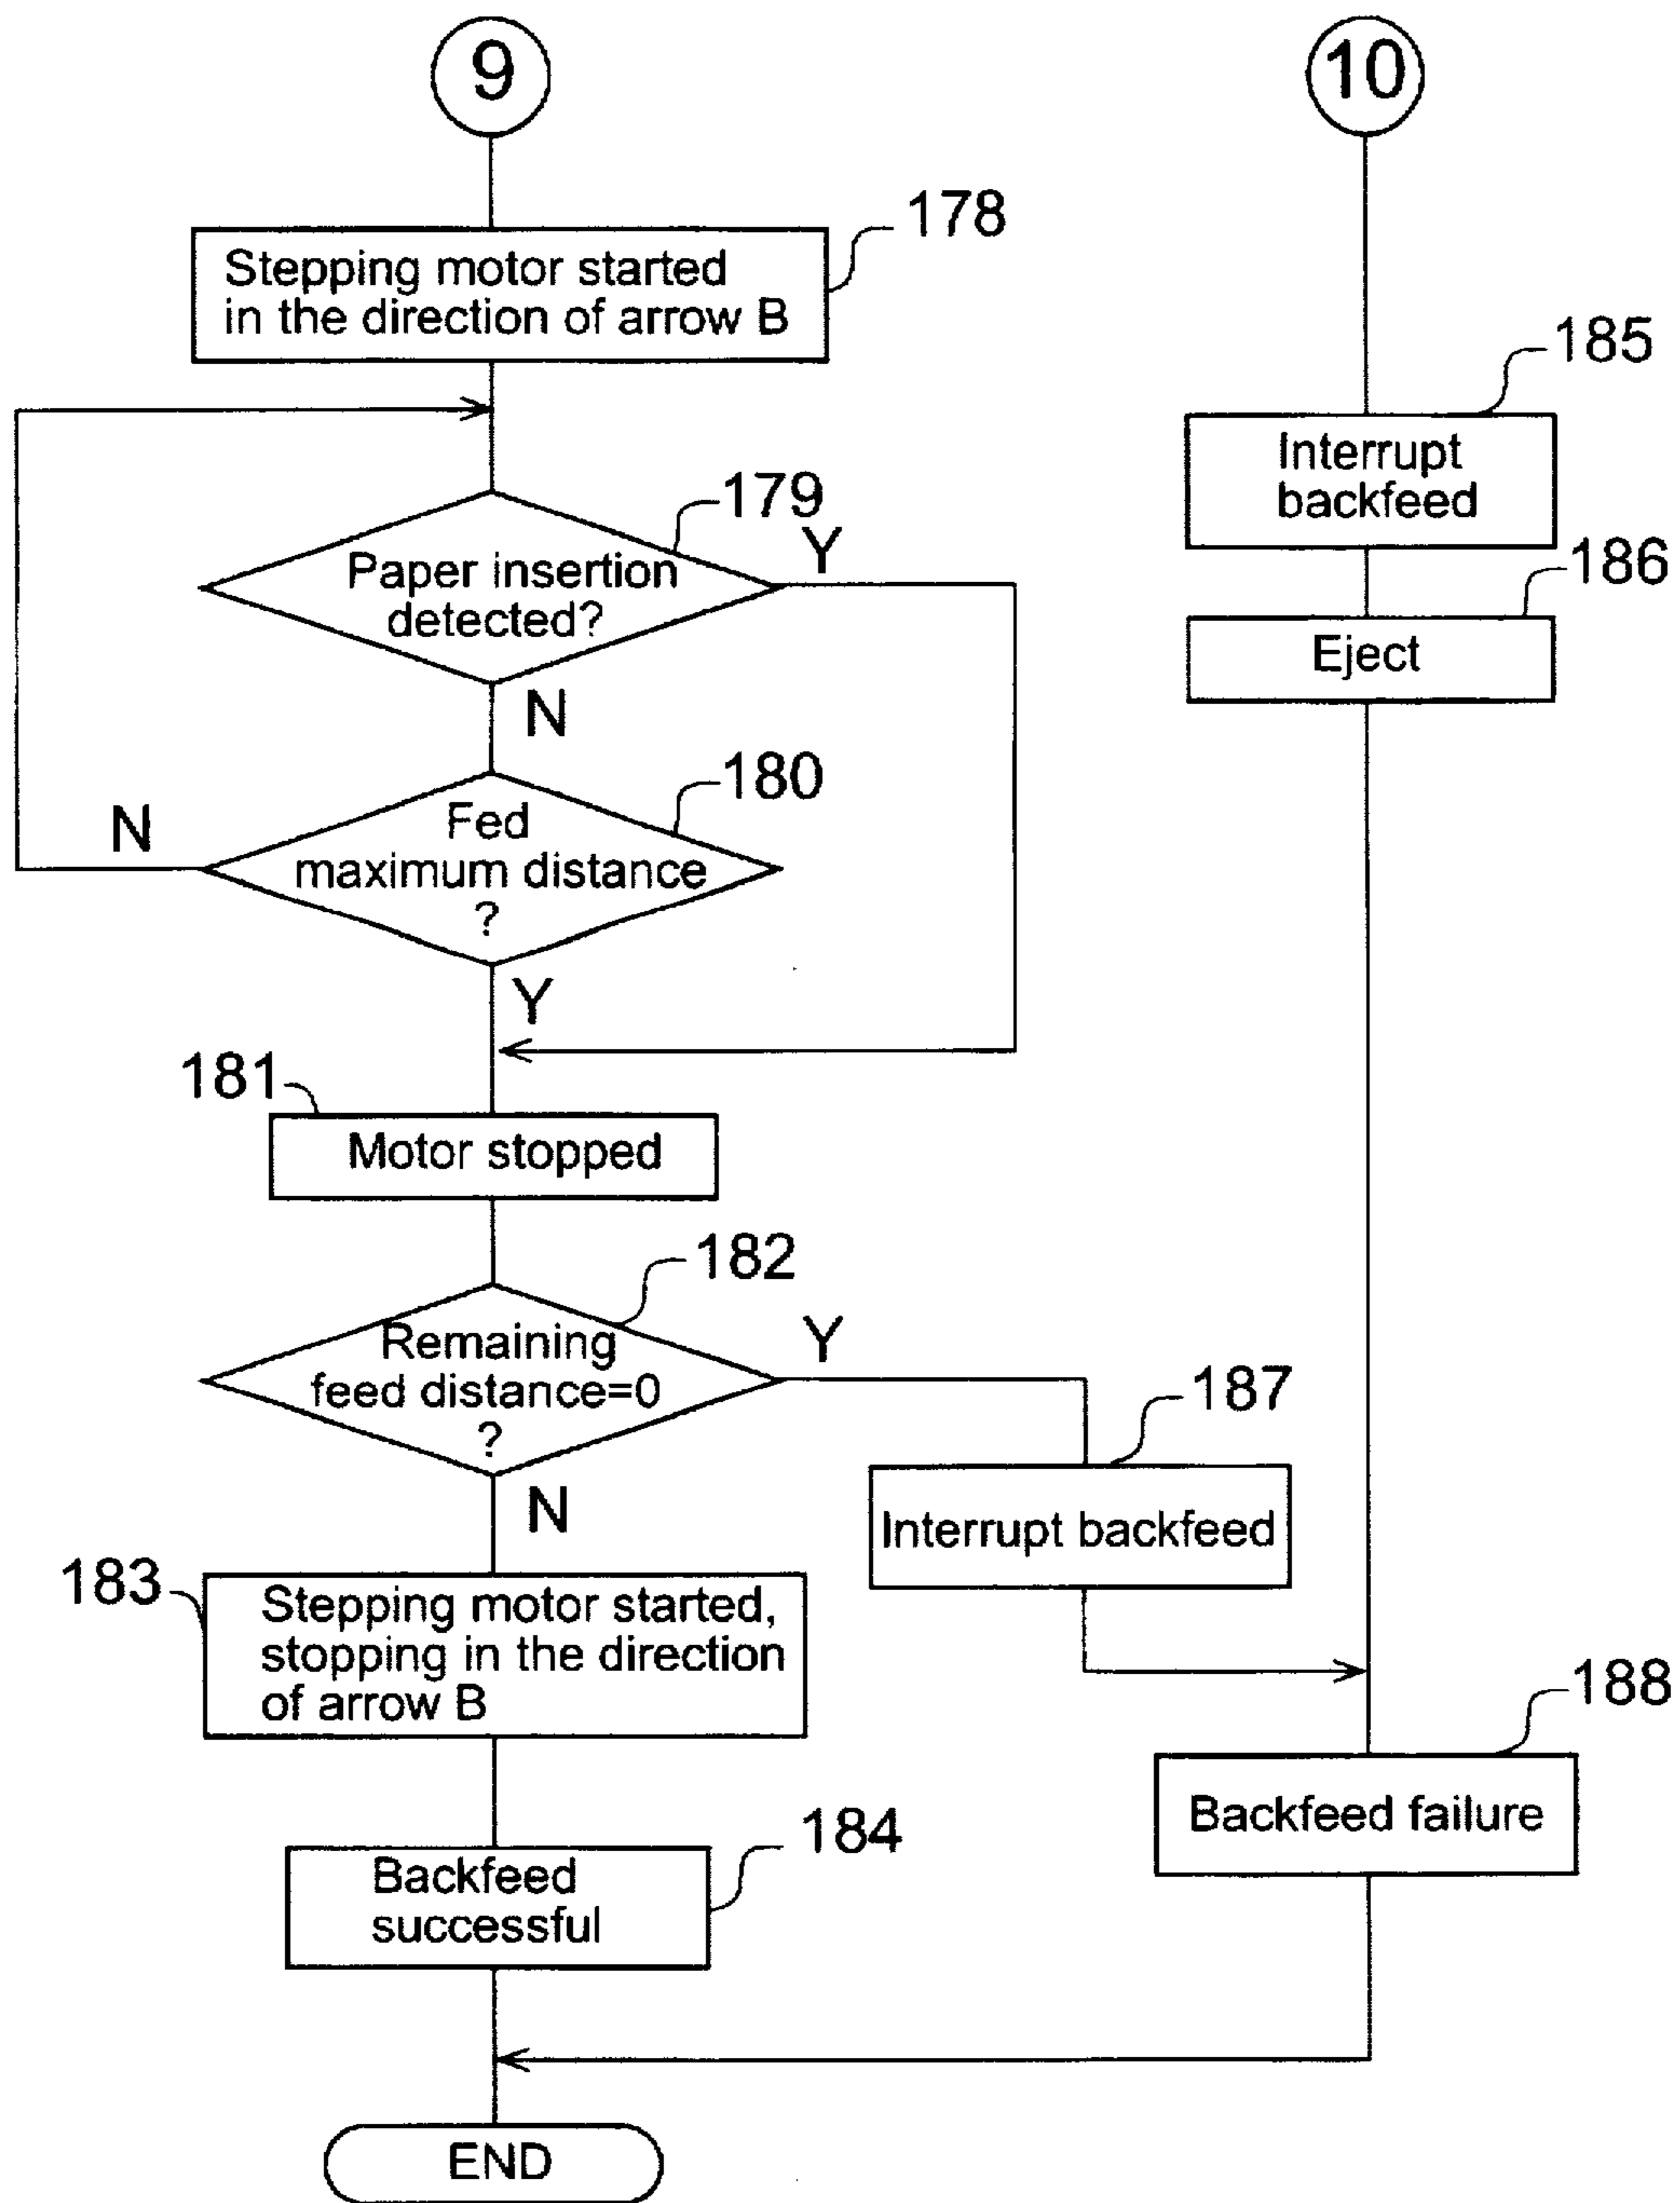 9
10
178
Stepping motor started
in the direction of arrow B
185
Interrupt
backfeed
179
Y
Paper insertion
detected?
186
Eject
N
180
N
Fed
maximum distance
?
Y
181
Motor stopped
182
Y
Remaining
feed distance=0
?
187
N
Interrupt backfeed
183
Stepping motor started,
stopping in the direction
of arrow B
188
Backfeed failure
184
Backfeed
successful
END